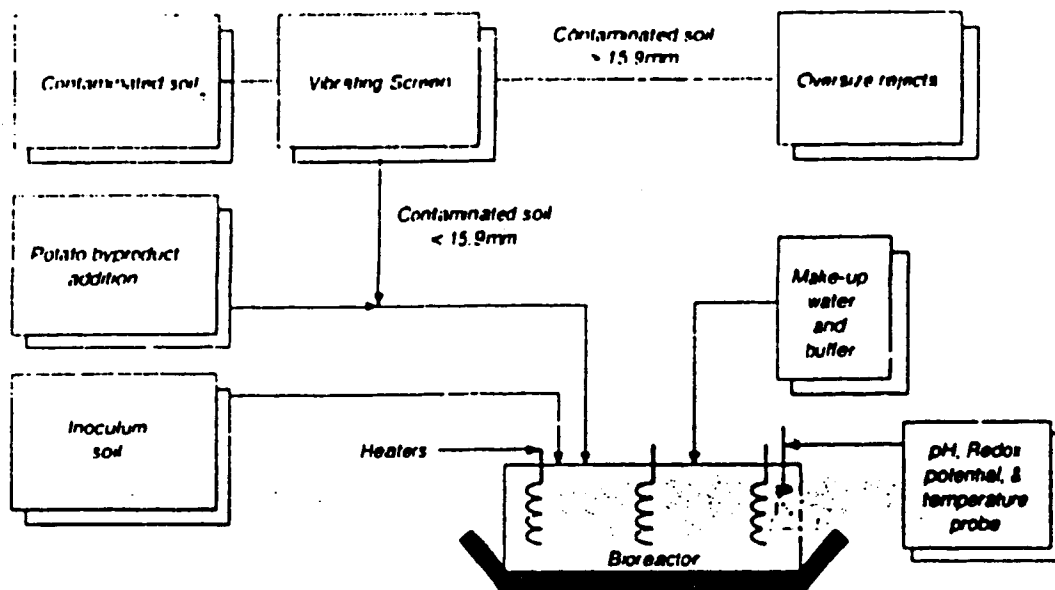 Contaminated soil
Vibrating Screen
Contaminated soil
> 15.9mm
Oversize rejects
Contaminated soil
< 15.9mm
Potato byproduct
addition
Make-up
water
and
buffer
Inoculum
soil
Heaters
pH, Redox
potential, &
temperature
probe
Bioreactor